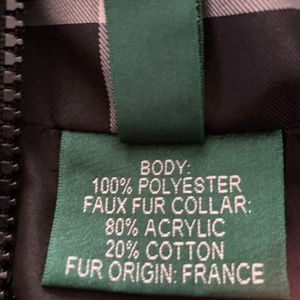 BODY:
100% POLYESTER
FAUX FUR COLLAR:
80% ACRYLIC
20% COTTON
FUR ORIGIN: FRANCE